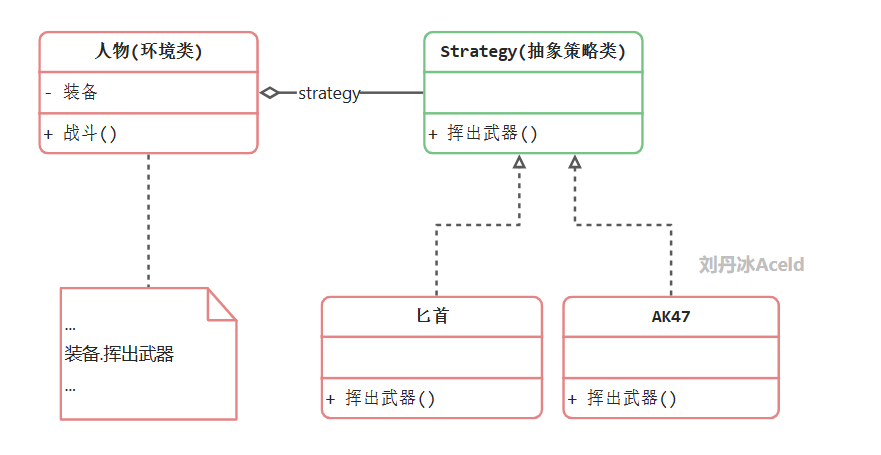 人物(环境类)
- 装备
+ 战斗()
strategy
Strategy(抽象策略类)
+ 挥出武器()
刘丹冰Aceld
...
装备.挥出武器
...
匕首
+ 挥出武器()
AK47
+ 挥出武器()